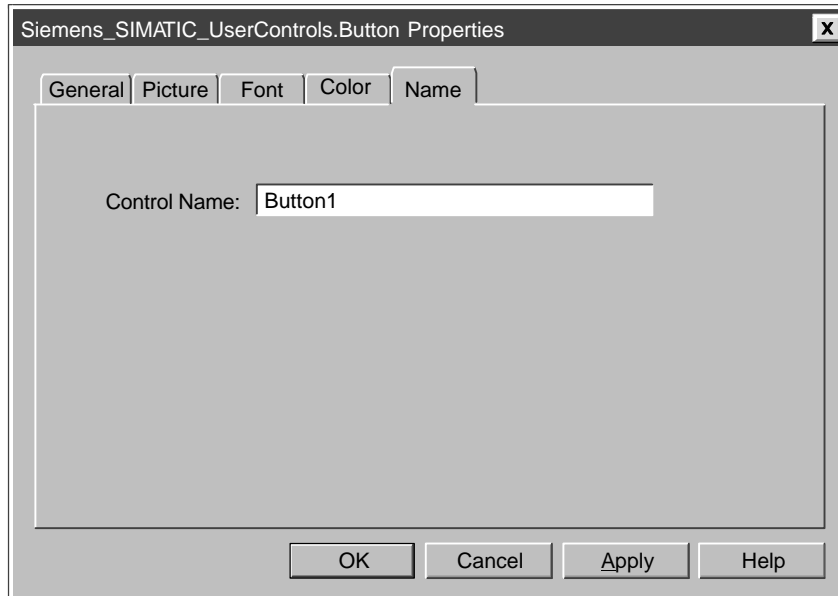 Siemens_SIMATIC_UserControls.Button Properties X
General Picture Font Color Name
Control Name: Button1
OK Cancel Apply Help